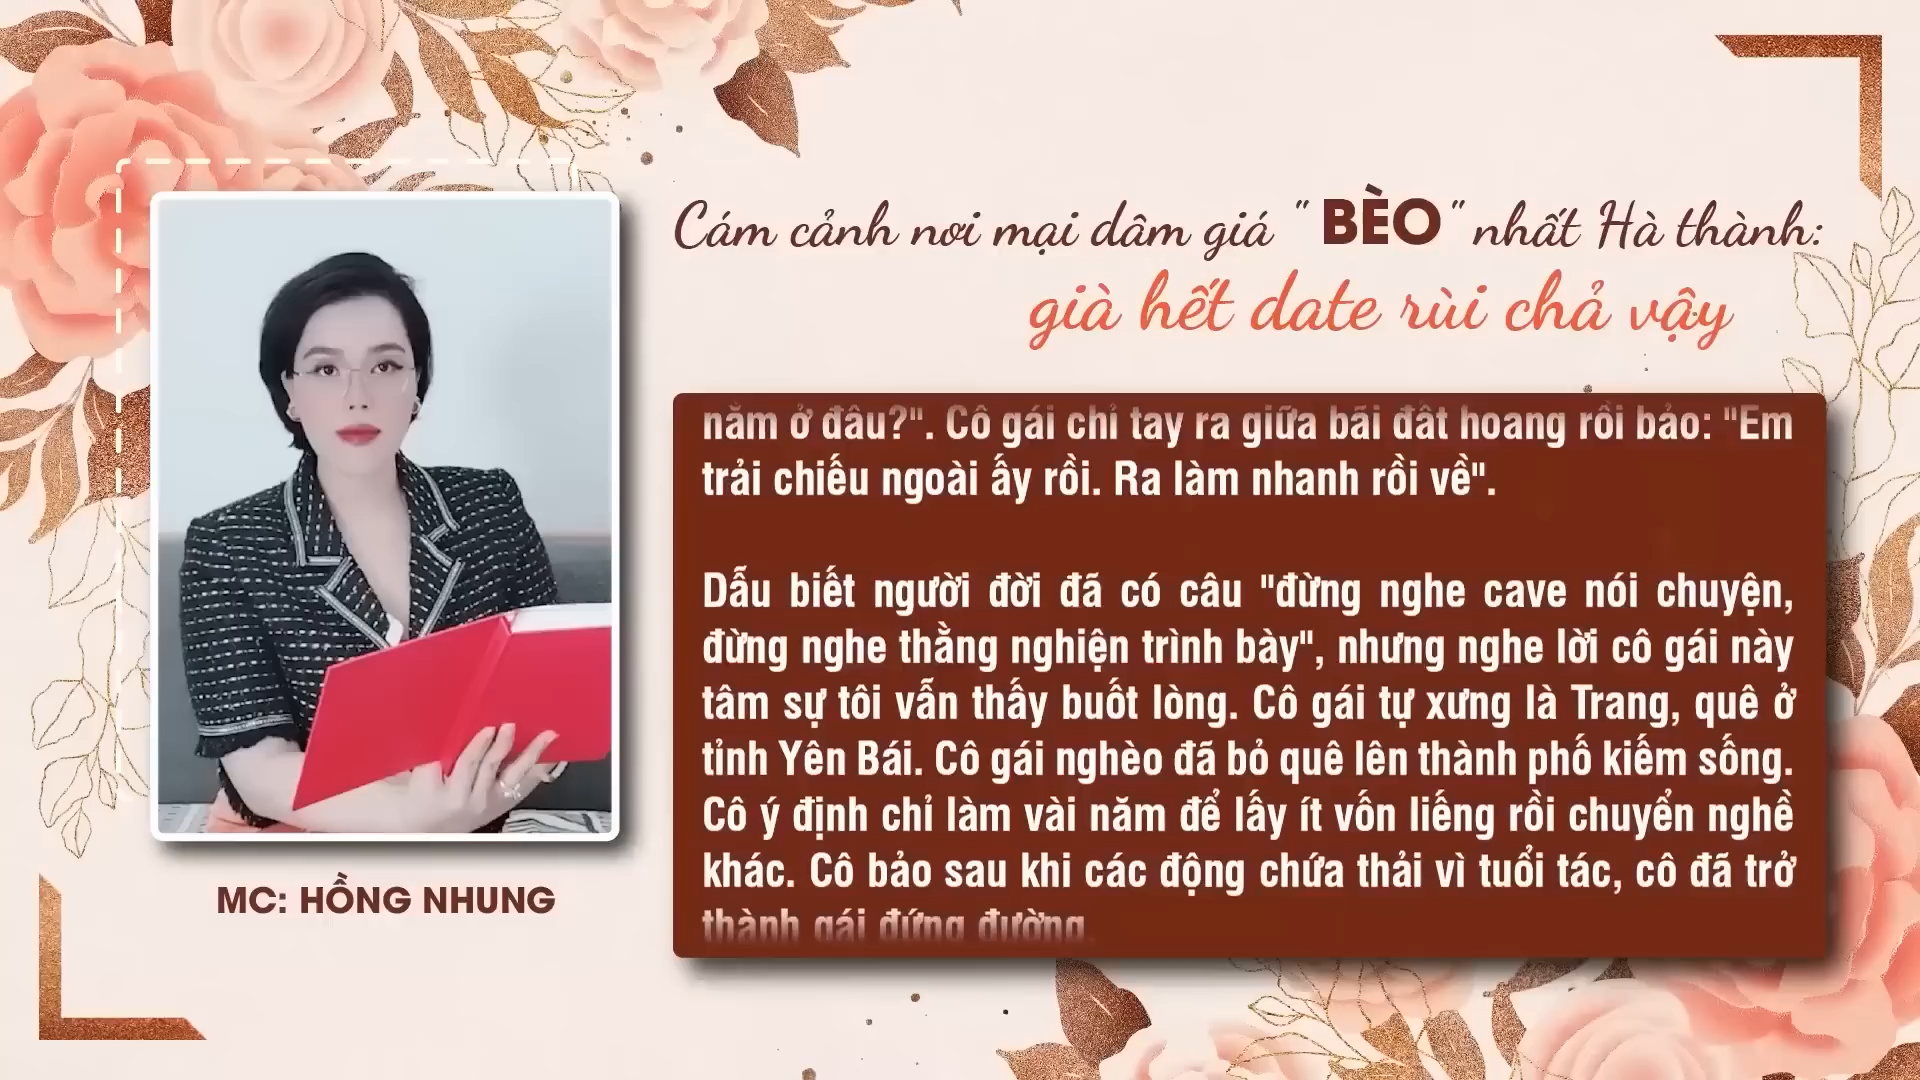 Cám cảnh nơi mại dâm giá "BÈO" nhất Hà thành:
già hết date rùi chả vậy
nằm ở đâu?". Cô gái chỉ tay ra giữa bãi đất hoang rồi bảo: "Em
trải chiếu ngoài ấy rồi. Ra làm nhanh rồi về".
Dẫu biết người đời đã có câu "đừng nghe cave nói chuyện,
đừng nghe thằng nghiện trình bày", nhưng nghe lời cô gái này
tâm sự tôi vẫn thấy buốt lòng. Cô gái tự xưng là Trang, quê ở
tỉnh Yên Bái. Cô gái nghèo đã bỏ quê lên thành phố kiếm sống.
Cô ý định chỉ làm vài năm để lấy ít vốn liếng rồi chuyển nghề
khác. Cô bảo sau khi các động chứa thải vì tuổi tác, cô đã trở
thành gái đứng đường.
MC: HỒNG NHUNG